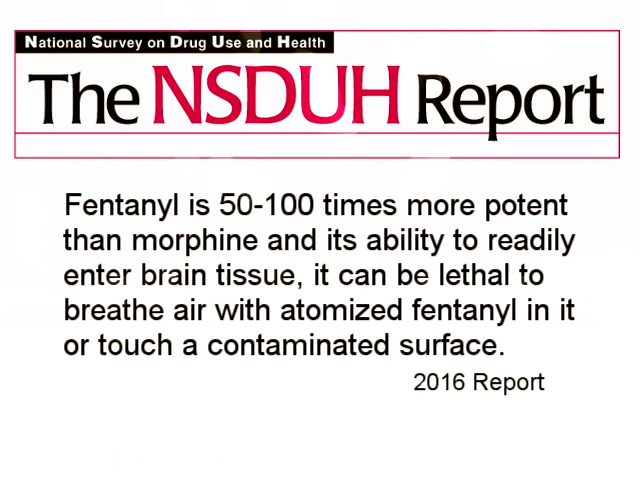 National Survey on Drug Use and Health
The NSDUH Report
Fentanyl is 50-100 times more potent
than morphine and its ability to readily
enter brain tissue, it can be lethal to
breathe air with atomized fentanyl in it
or touch a contaminated surface.
2016 Report